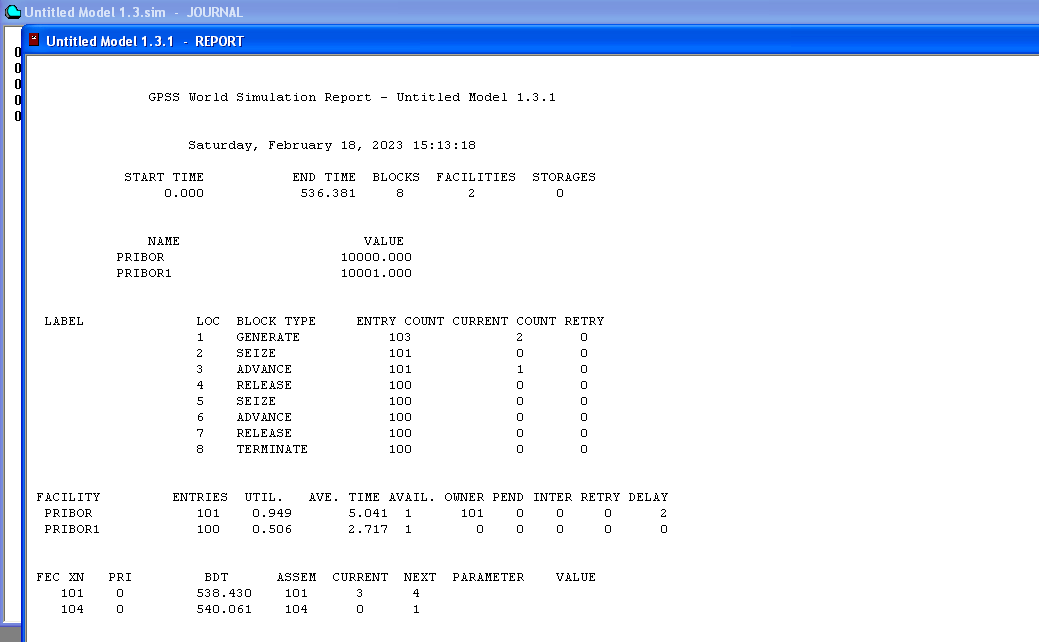 Untitled Model 1.3.sim - JOURNAL
Untitled Model 1.3.1 - REPORT
GPSS World Simulation Report - Untitled Model 1.3.1
Saturday, February 18, 2023 15:13:18
START TIME END TIME BLOCKS FACILITIES STORAGES
0.000 536.381 8 2 0
NAME VALUE
PRIBOR 10000.000
PRIBOR1 10001.000
LABEL LOC BLOCK TYPE ENTRY COUNT CURRENT COUNT RETRY
1 GENERATE 103 2 0
2 SEIZE 101 0 0
3 ADVANCE 101 1 0
4 RELEASE 100 0 0
5 SEIZE 100 0 0
6 ADVANCE 100 0 0
7 RELEASE 100 0 0
8 TERMINATE 100 0 0
FACILITY ENTRIES UTIL. AVE. TIME AVAIL. OWNER PEND INTER RETRY DELAY
PRIBOR 101 0.949 5.041 1 101 0 0 0 2
PRIBOR1 100 0.506 2.717 1 0 0 0 0 0
FEC XN PRI BDT ASSEM CURRENT NEXT PARAMETER VALUE
101 0 538.430 101 3 4
104 0 540.061 104 0 1